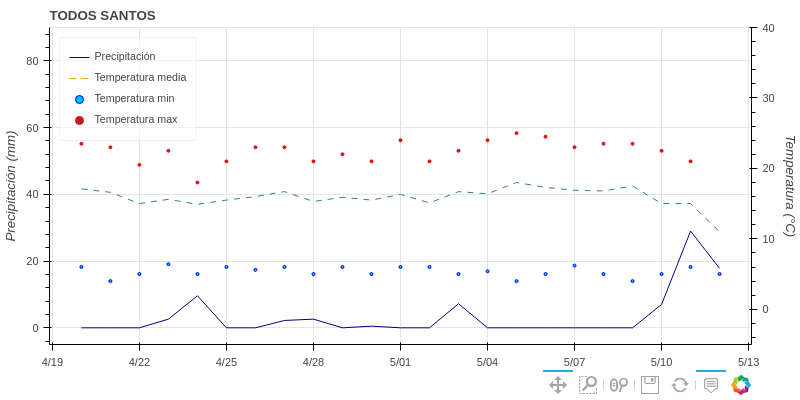 TODOS SANTOS
Precipitación
Temperatura media
Temperatura min
Temperatura max
Precipitación (mm)
80
60
40
20
0
Temperatura (°C)
40
30
20
10
0
4/19 4/22 4/25 4/28 5/01 5/04 5/07 5/10 5/13